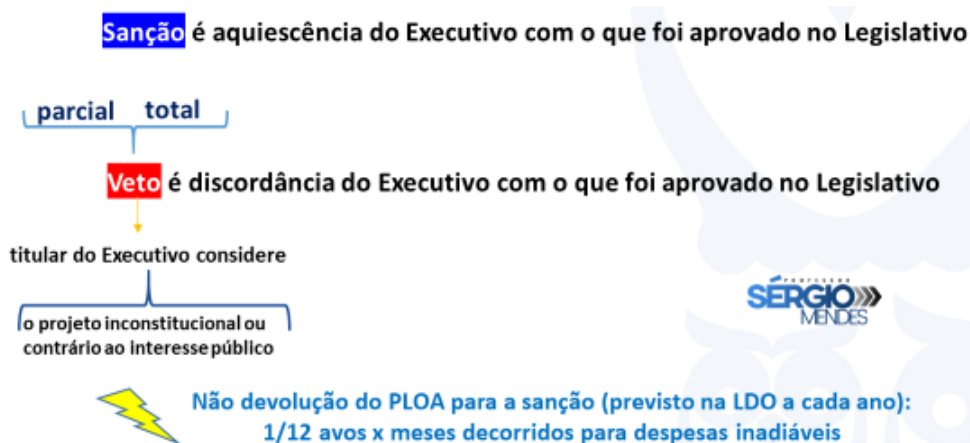 Sanção é aquiescência do Executivo com o que foi aprovado no Legislativo
parcial total
Veto é discordância do Executivo com o que foi aprovado no Legislativo
titular do Executivo considere
o projeto inconstitucional ou
contrário ao interesse público
PROFESSOR
SÉRGIO
MENDES
Não devolução do PLOA para a sanção (previsto na LDO a cada ano):
1/12 avos x meses decorridos para despesas inadiáveis